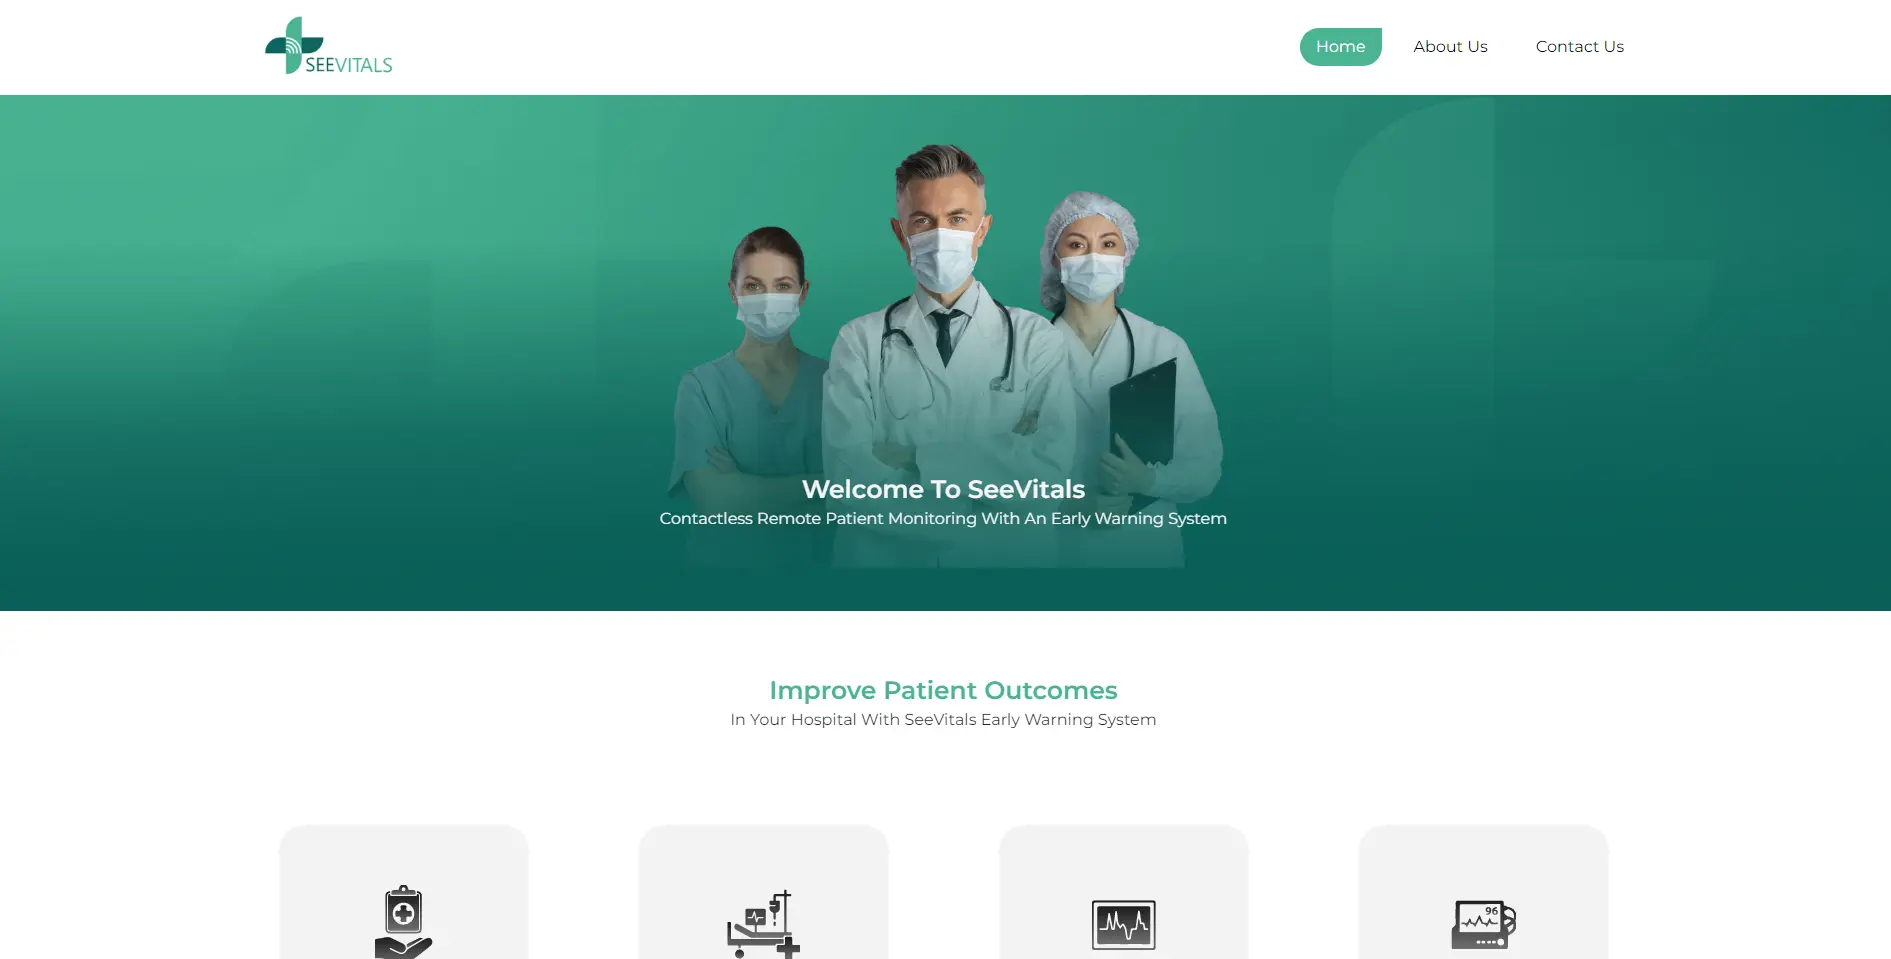 SEEVITALS
Home
About Us
Contact Us
Welcome To SeeVitals
Contactless Remote Patient Monitoring With An Early Warning System
Improve Patient Outcomes
In Your Hospital With SeeVitals Early Warning System
96